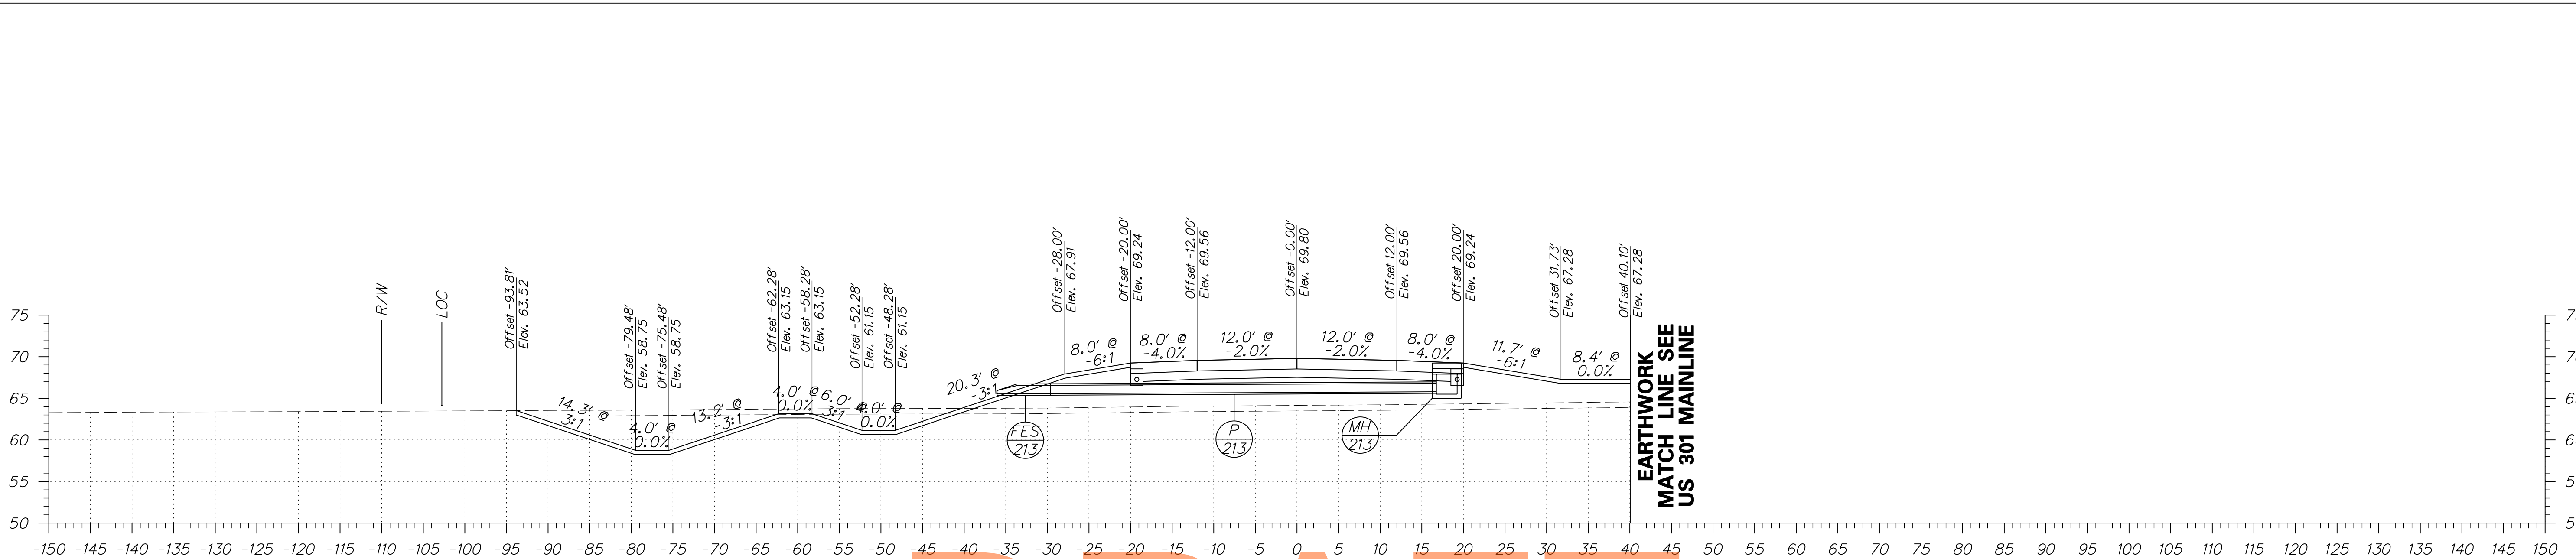 R/W
LOC
Offset -93.81'
Elev. 63.52
Offset -79.48'
Elev. 58.75
Offset -75.48'
Elev. 58.75
Offset -62.28'
Elev. 63.15
Offset -58.28'
Elev. 63.15
Offset -52.28'
Elev. 61.15
Offset -48.28'
Elev. 61.15
Offset -28.00'
Elev. 67.91
Offset -20.00'
Elev. 69.24
Offset -12.00'
Elev. 69.56
Offset -0.00'
Elev. 69.80
Offset 12.00'
Elev. 69.56
Offset 20.00'
Elev. 69.24
Offset 31.73'
Elev. 67.28
Offset 40.10'
Elev. 67.28
14.3' @
3:1
4.0' @
0.0%
13.2' @
-3:1
4.0' @
0.0%
6.0' @
3:1
4.0' @
0.0%
20.3' @
-3:1
8.0' @
-6:1
8.0' @
-4.0%
12.0' @
-2.0%
12.0' @
-2.0%
8.0' @
-4.0%
11.7' @
-6:1
8.4' @
0.0%
FES
213
P
213
MH
213
EARTHWORK
MATCH LINE SEE
US 301 MAINLINE
75
70
65
60
55
50
-150 -145 -140 -135 -130 -125 -120 -115 -110 -105 -100 -95 -90 -85 -80 -75 -70 -65 -60 -55 -50 -45 -40 -35 -30 -25 -20 -15 -10 -5 0 5 10 15 20 25 30 35 40 45 50 55 60 65 70 75 80 85 90 95 100 105 110 115 120 125 130 135 140 145 150